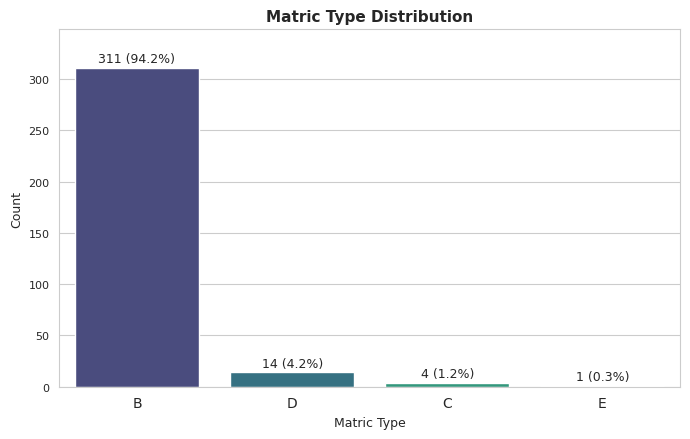 Matric Type Distribution
311 (94.2%)
14 (4.2%)
4 (1.2%)
1 (0.3%)
Count
300
250
200
150
100
50
0
B
D
C
E
Matric Type